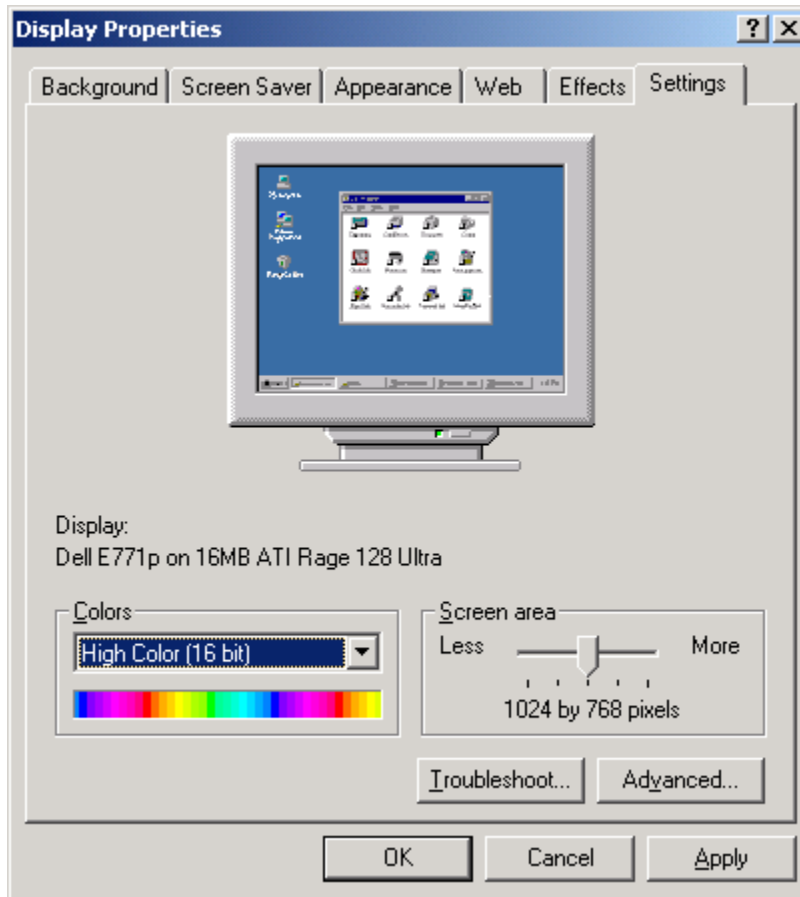 Display Properties
Background Screen Saver Appearance Web Effects Settings
Display:
Dell E771p on 16MB ATI Rage 128 Ultra
Colors
High Color (16 bit)
Screen area
Less More
1024 by 768 pixels
Troubleshoot... Advanced...
OK Cancel Apply